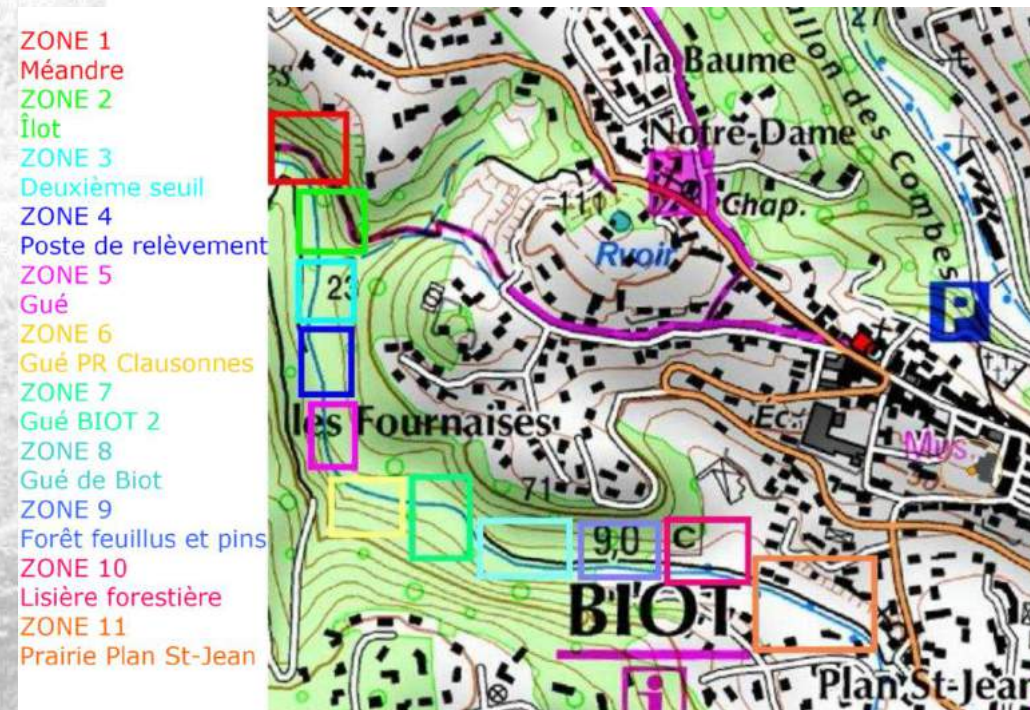 ZONE 1
Méandre
ZONE 2
Îlot
ZONE 3
Deuxième seuil
ZONE 4
Poste de relèvement
ZONE 5
Gué
ZONE 6
Gué PR Clausonnes
ZONE 7
Gué BIOT 2
ZONE 8
Gué de Biot
ZONE 9
Forêt feuillus et pins
ZONE 10
Lisière forestière
ZONE 11
Prairie Plan St-Jean
27
la Baume
des Combes
Notre-Dame
111
Chap.
Rvoir
23
P
les Fournaises
Éc.
Mus.
71
9,0
C
BIOT
Plan St-Jean
i